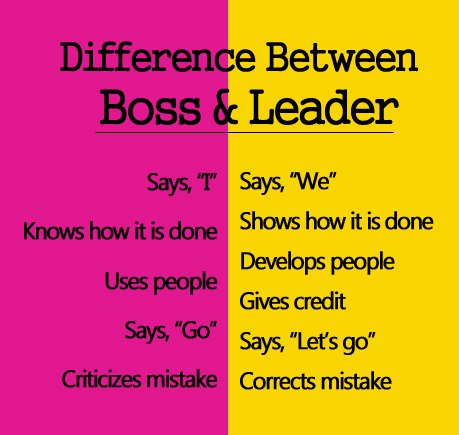 Difference Between
Boss & Leader
Says, “I”
Knows how it is done
Uses people
Says, “Go”
Criticizes mistake
Says, “We”
Shows how it is done
Develops people
Gives credit
Says, “Let’s go”
Corrects mistake